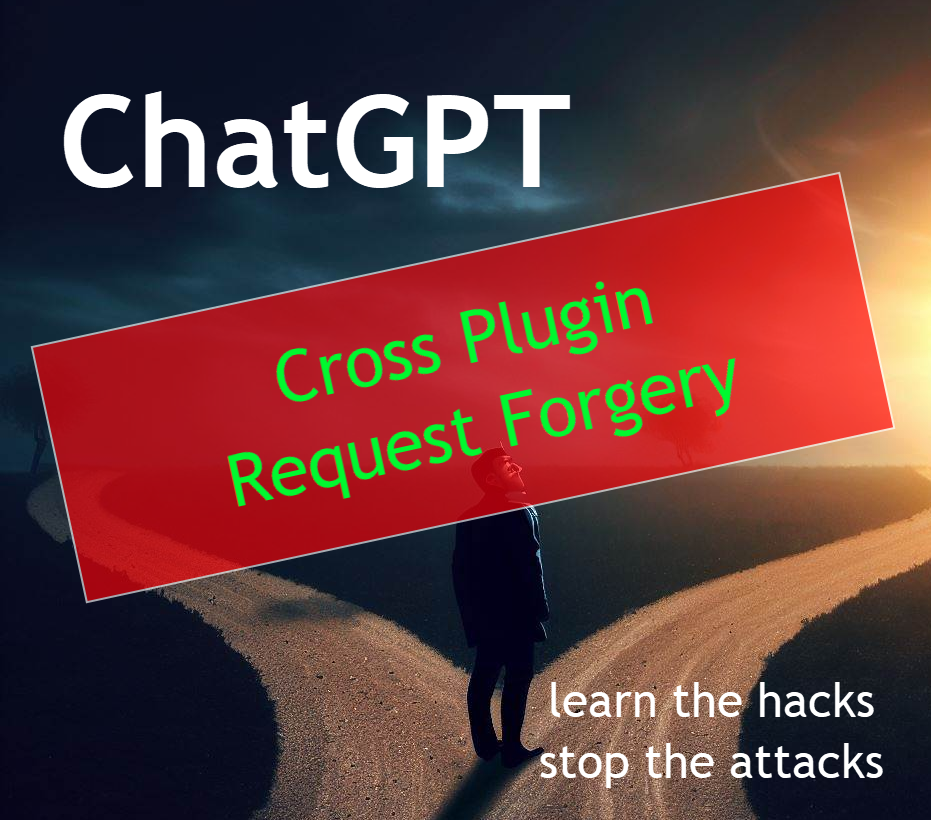 ChatGPT
Cross Plugin
Request Forgery
learn the hacks
stop the attacks